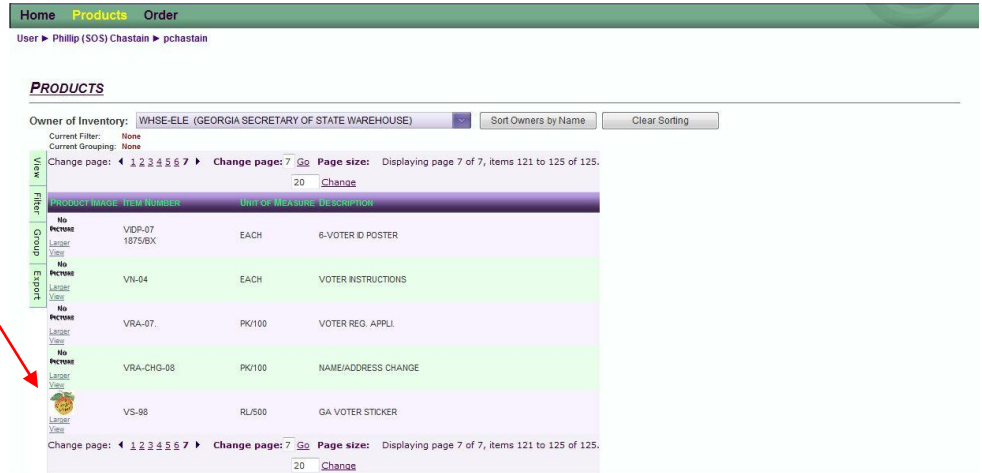 Home Products Order
User ► Phillip (SOS) Chastain ► pchastain
PRODUCTS
Owner of Inventory: WHSE-ELE (GEORGIA SECRETARY OF STATE WAREHOUSE) Sort Owners by Name Clear Sorting
Current Filter: None
Current Grouping: None
View
Filter
Group
Export
Change page: 1 2 3 4 5 6 7 Change page: 7 Go Page size: Displaying page 7 of 7, items 121 to 125 of 125.
20 Change
PRODUCT IMAGE ITEM NUMBER UNIT OF MEASURE DESCRIPTION
No PICTURE Larger View VIDP-07 1875/BX EACH 6-VOTER ID POSTER
No PICTURE Larger View VN-04 EACH VOTER INSTRUCTIONS
No PICTURE Larger View VRA-07. PK/100 VOTER REG. APPLI.
No PICTURE Larger View VRA-CHG-08 PK/100 NAME/ADDRESS CHANGE
Larger View VS-98 RL/500 GA VOTER STICKER
Change page: 1 2 3 4 5 6 7 Change page: 7 Go Page size: Displaying page 7 of 7, items 121 to 125 of 125.
20 Change